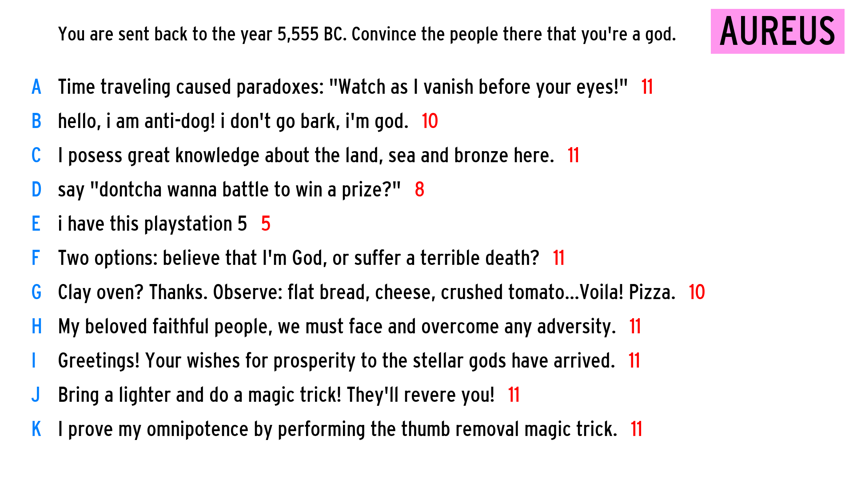 You are sent back to the year 5,555 BC. Convince the people there that you're a god.
AUREUS
A Time traveling caused paradoxes: "Watch as I vanish before your eyes!" 11
B hello, i am anti-dog! i don't go bark, i'm god. 10
C I posess great knowledge about the land, sea and bronze here. 11
D say "dontcha wanna battle to win a prize?" 8
E i have this playstation 5 5
F Two options: believe that I'm God, or suffer a terrible death? 11
G Clay oven? Thanks. Observe: flat bread, cheese, crushed tomato...Voila! Pizza. 10
H My beloved faithful people, we must face and overcome any adversity. 11
I Greetings! Your wishes for prosperity to the stellar gods have arrived. 11
J Bring a lighter and do a magic trick! They'll revere you! 11
K I prove my omnipotence by performing the thumb removal magic trick. 11